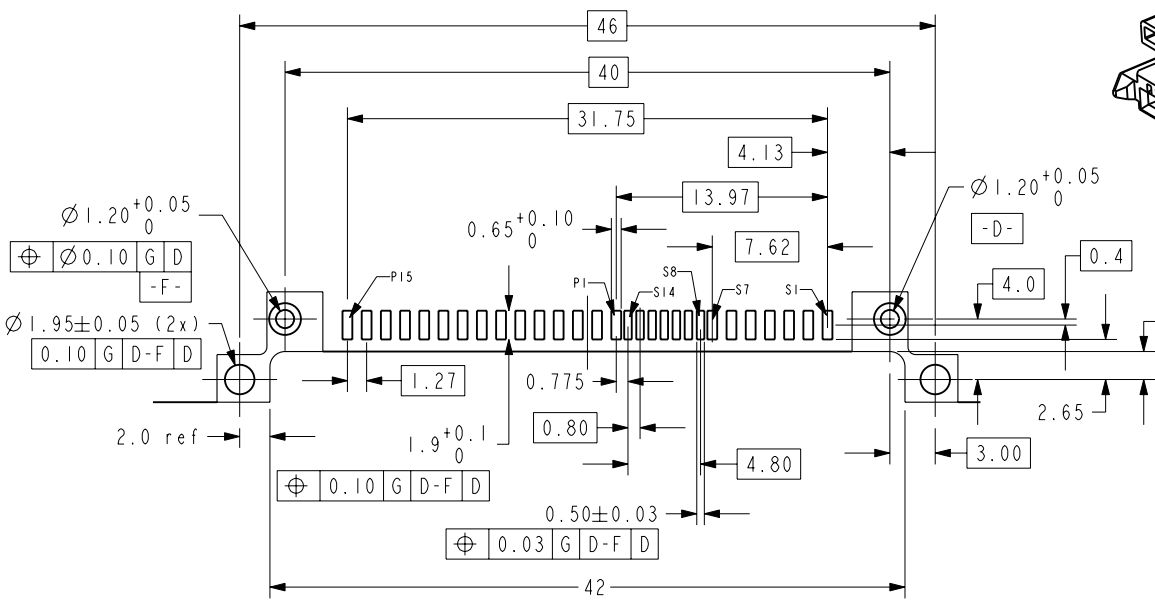 46
40
31.75
4.13
13.97
Ø1.20 +0.05 0
Ø1.20 +0.05 0
0.65 +0.10 0
⌖ Ø0.10 G D
-D-
7.62
0.4
-F-
4.0
P15
P1
S8
S14
S7
S1
Ø1.95±0.05 (2x)
0.10 G D-F D
1.27
0.775
2.65
2.0 ref
0.80
1.9 +0.1 0
4.80
3.00
⌖ 0.10 G D-F D
0.50±0.03
⌖ 0.03 G D-F D
42